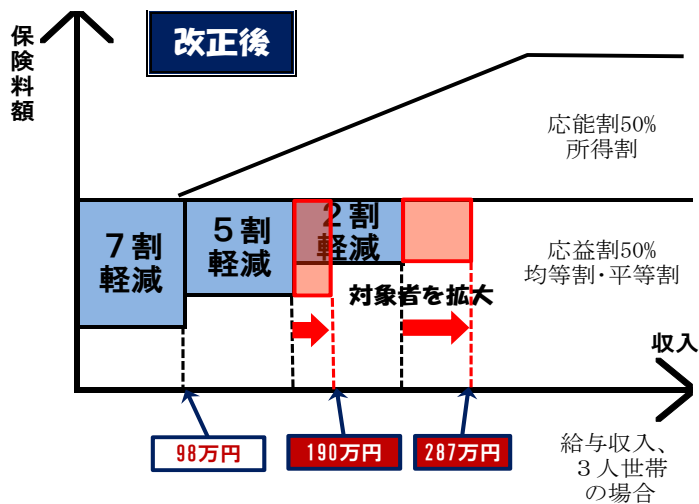 保険料額
改正後
応能割50%
所得割
7割
軽減
5割
軽減
2割
軽減
応益割50%
均等割・平等割
対象者を拡大
収入
98万円
190万円
287万円
給与収入、
3人世帯
の場合